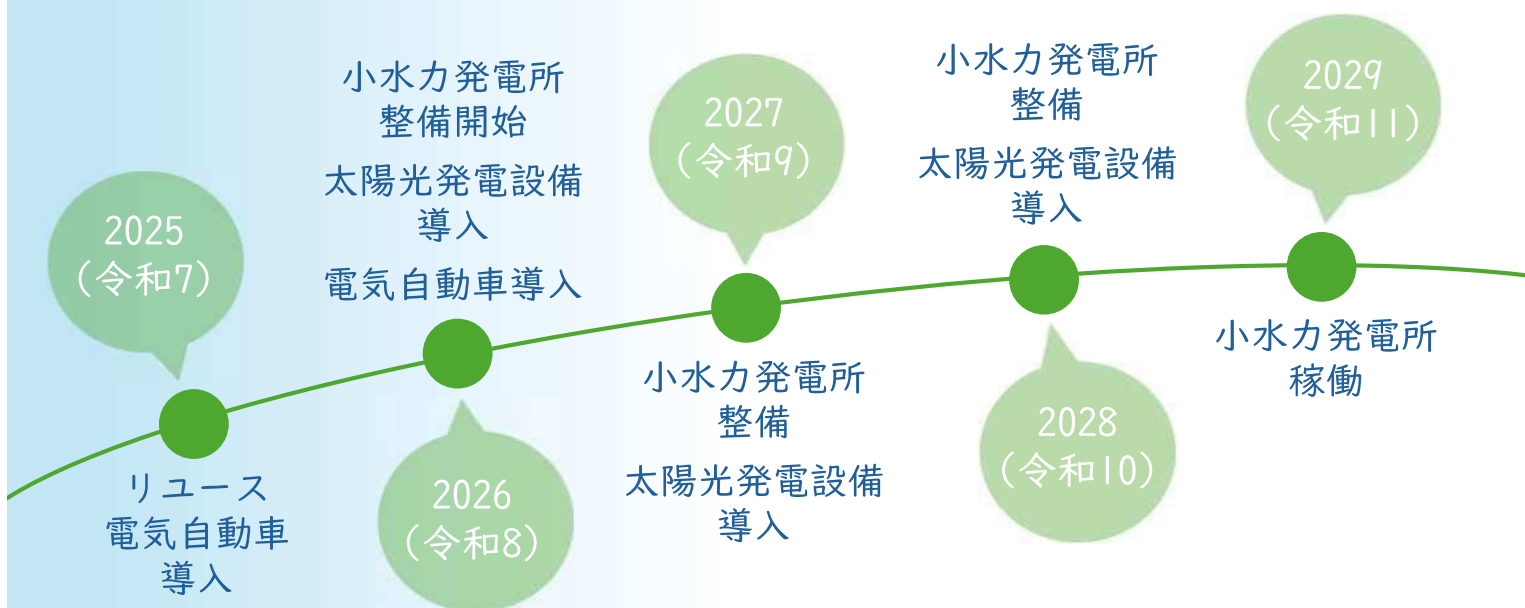 2025
(令和7)
リユース
電気自動車
導入
小水力発電所
整備開始
太陽光発電設備
導入
電気自動車導入
2026
(令和8)
2027
(令和9)
小水力発電所
整備
太陽光発電設備
導入
小水力発電所
整備
太陽光発電設備
導入
2028
(令和10)
2029
(令和11)
小水力発電所
稼働